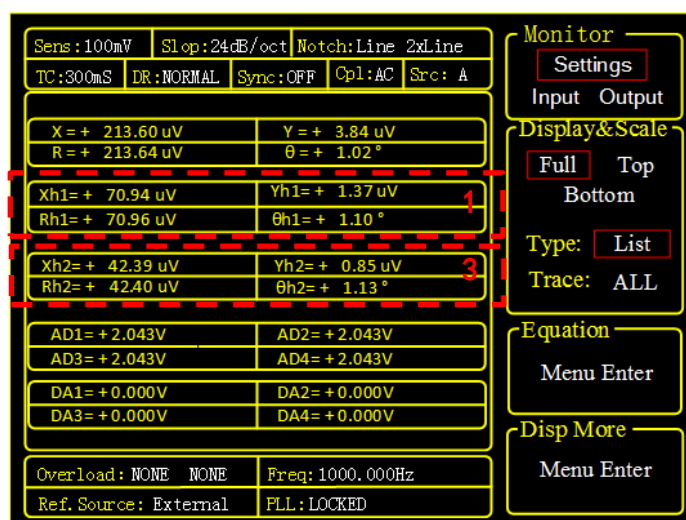 Sens:100mV Slop:24dB/oct Notch:Line 2xLine
TC:300mS DR:NORMAL Sync:OFF Cpl:AC Src: A
X = + 213.60 uV Y = + 3.84 uV
R = + 213.64 uV θ = + 1.02 °
Xh1= + 70.94 uV Yh1= + 1.37 uV 1
Rh1= + 70.96 uV θh1= + 1.10 °
Xh2= + 42.39 uV Yh2= + 0.85 uV 3
Rh2= + 42.40 uV θh2= + 1.13 °
AD1= +2.043V AD2= +2.043V
AD3= +2.043V AD4= +2.043V
DA1= +0.000V DA2= +0.000V
DA3= +0.000V DA4= +0.000V
Overload: NONE NONE Freq:1000.000Hz
Ref.Source: External PLL:LOCKED
Monitor
Settings
Input Output
Display&Scale
Full Top
Bottom
Type: List
Trace: ALL
Equation
Menu Enter
Disp More
Menu Enter